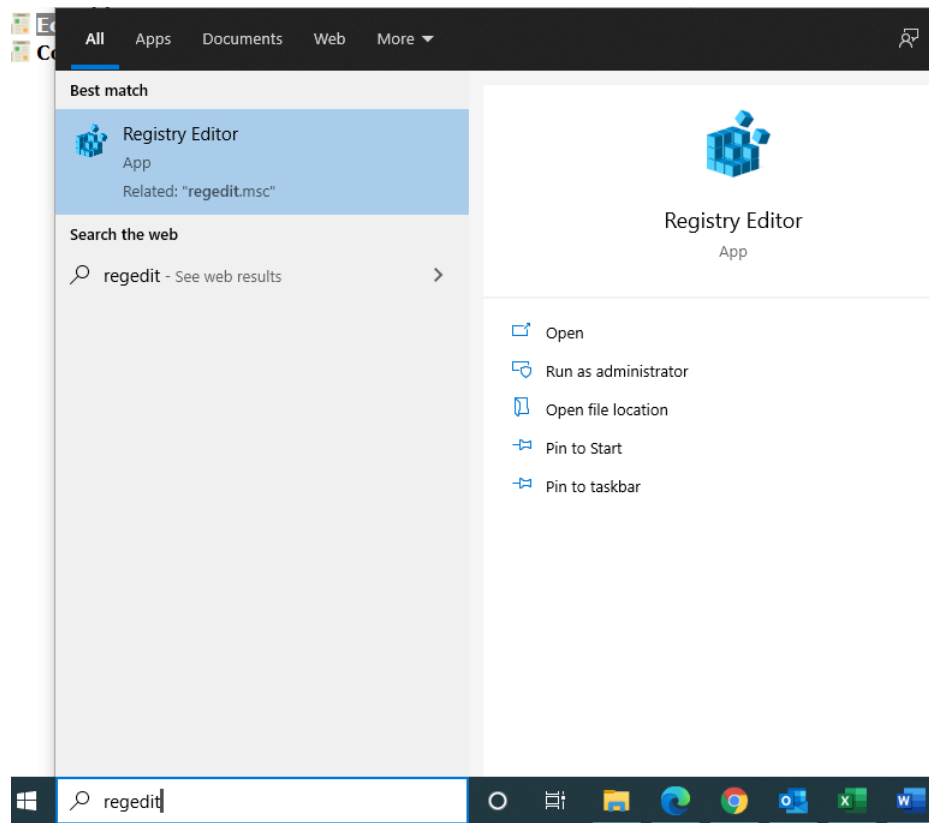 All Apps Documents Web More
Best match
Registry Editor
App
Related: "regedit.msc"
Search the web
regedit - See web results
Registry Editor
App
Open
Run as administrator
Open file location
Pin to Start
Pin to taskbar
regedit